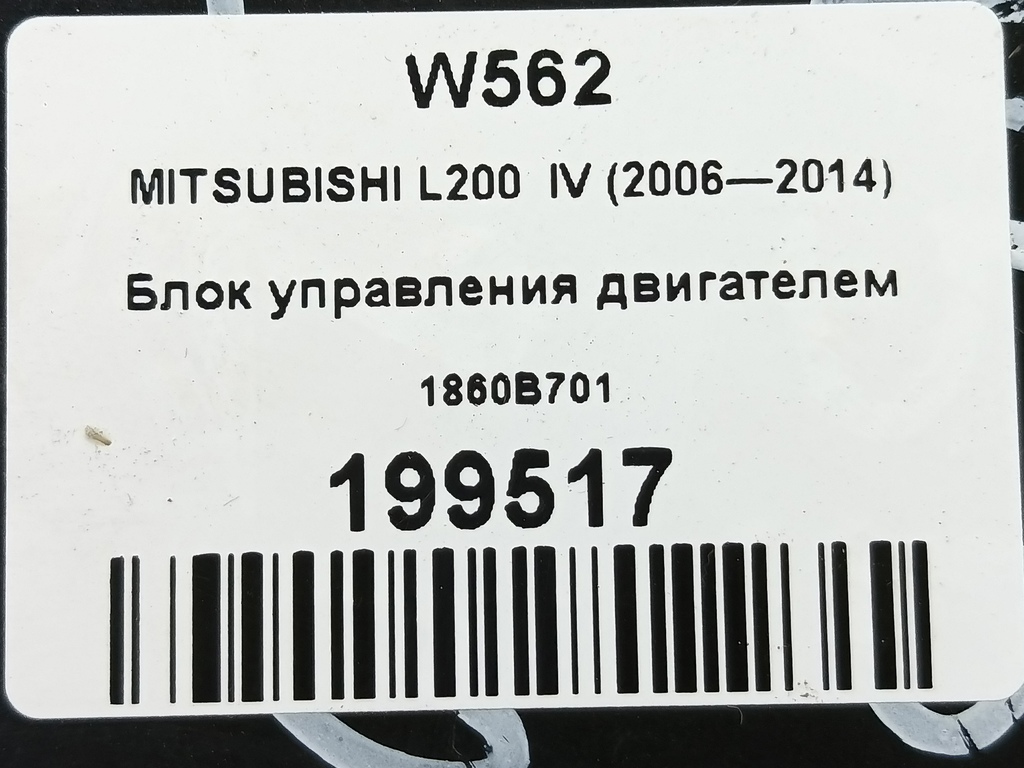 W562
MITSUBISHI L200 IV (2006—2014)
Блок управления двигателем
1860B701
199517